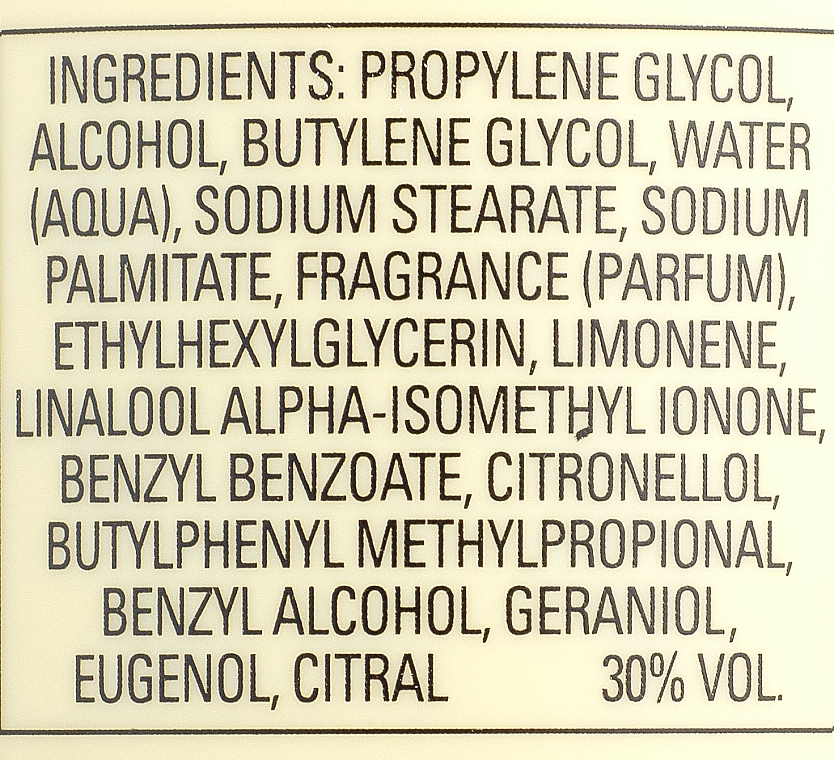 INGREDIENTS: PROPYLENE GLYCOL,
ALCOHOL, BUTYLENE GLYCOL, WATER
(AQUA), SODIUM STEARATE, SODIUM
PALMITATE, FRAGRANCE (PARFUM),
ETHYLHEXYLGLYCERIN, LIMONENE,
LINALOOL ALPHA-ISOMETHYL IONONE,
BENZYL BENZOATE, CITRONELLOL,
BUTYLPHENYL METHYLPROPIONAL,
BENZYL ALCOHOL, GERANIOL,
EUGENOL, CITRAL 30% VOL.